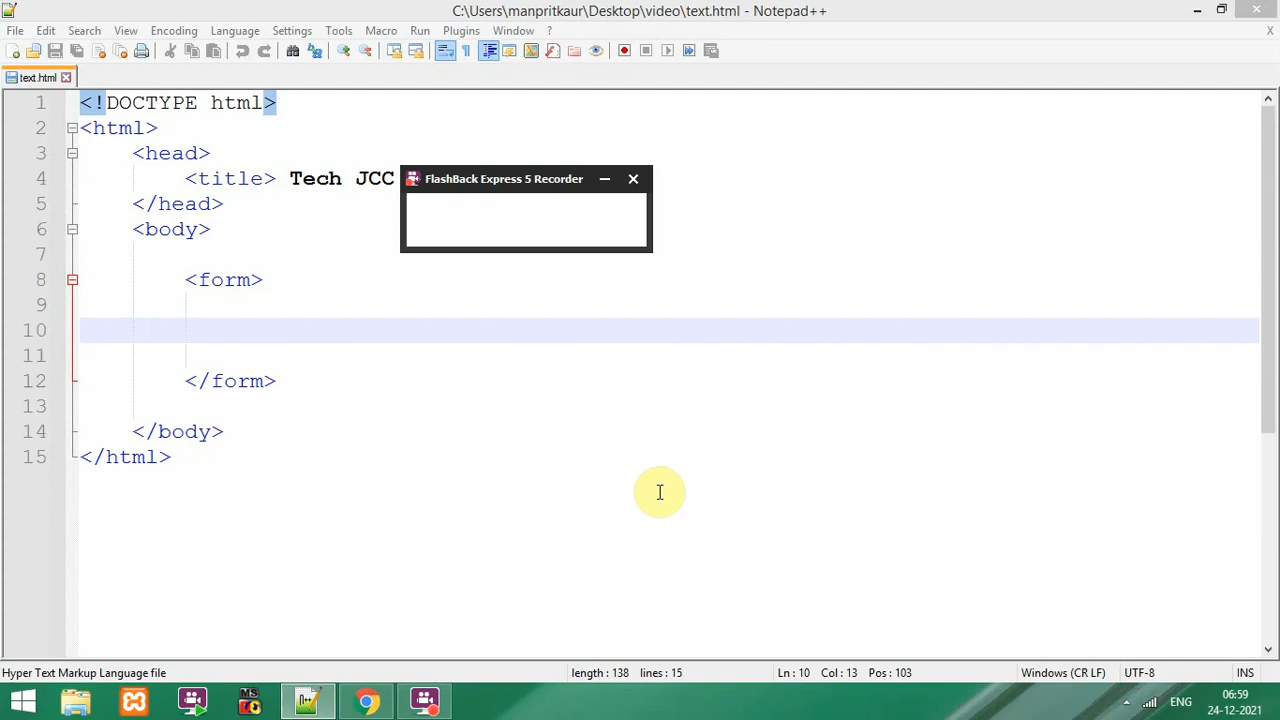 C:\Users\manpritkaur\Desktop\video\text.html - Notepad++
File Edit Search View Encoding Language Settings Tools Macro Run Plugins Window ? X
text.html
1 <!DOCTYPE html>
2 <html>
3 <head>
4 <title> Tech JCC
FlashBack Express 5 Recorder
5 </head>
6 <body>
7
8 <form>
9
10
11
12 </form>
13
14 </body>
15 </html>
Hyper Text Markup Language file length : 138 lines : 15 Ln : 10 Col : 13 Pos : 103 Windows (CR LF) UTF-8 INS
MS
N++
ENG
06:59
24-12-2021